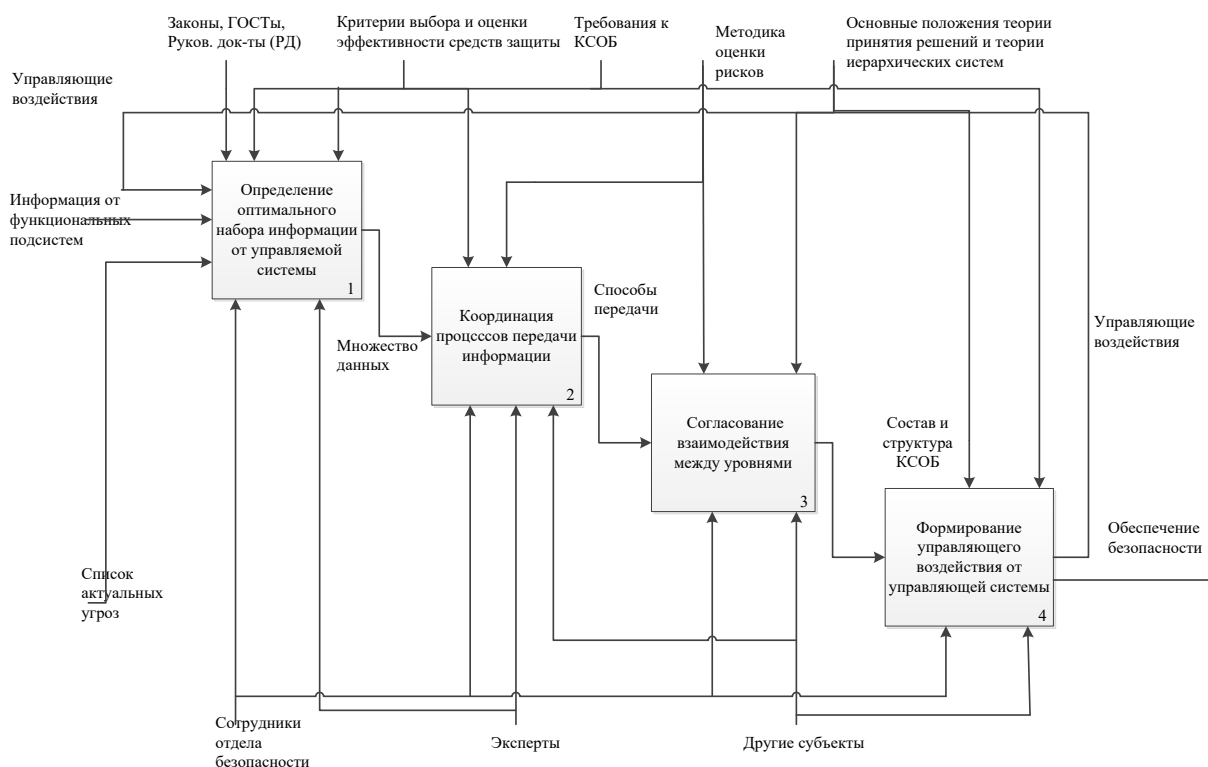 Законы, ГОСТы,
Руков. док-ты (РД)
Критерии выбора и оценки
эффективности средств защиты
Требования к
КСОБ
Методика
оценки
рисков
Основные положения теории
принятия решений и теории
иерархических систем
Управляющие
воздействия
Информация от
функциональных
подсистем
Определение
оптимального
набора информации
от управляемой
системы
1
Множество
данных
Координация
процсссов передачи
информации
2
Способы
передачи
Согласование
взаимодействия
между уровнями
3
Состав и
структура
КСОБ
Управляющие
воздействия
Формирование
управляющего
воздействия от
управляющей системы
4
Обеспечение
безопасности
Список
актуальных
угроз
Сотрудники
отдела
безопасности
Эксперты
Другие субъекты